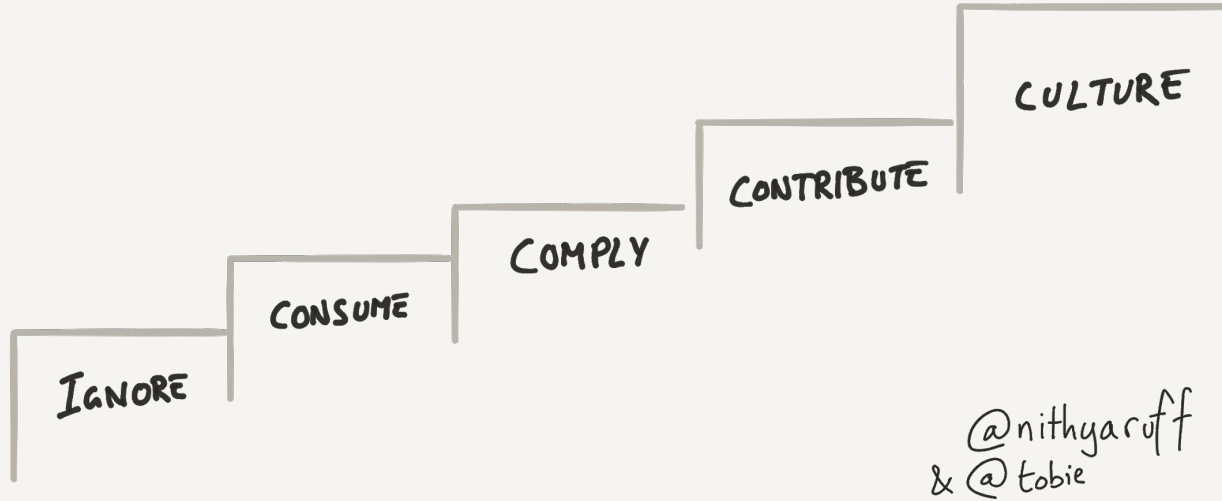 IGNORE
CONSUME
COMPLY
CONTRIBUTE
CULTURE
@nithyaruff
& @tobie